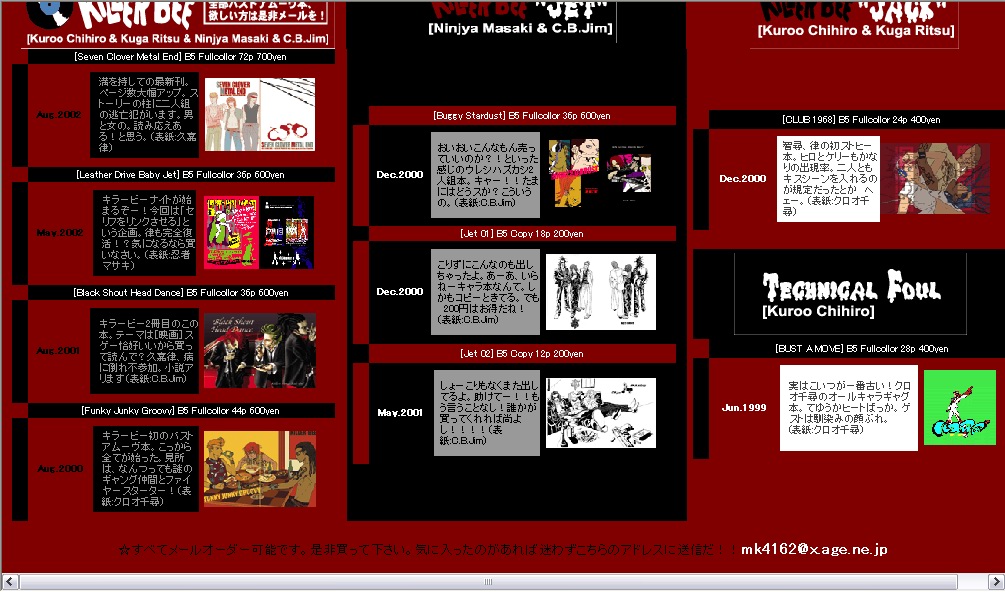 KILLER BEE
全部バストアムーヴ本、
欲しい方は是非メールを！
[Kuroo Chihiro & Kuga Ritsu & Ninjya Masaki & C.B.Jim]
[Seven Clover Metal End] B5 Fullcollor 72p 700yen
Aug.2002
満を持しての最新刊。
ページ数大幅アップ。ス
トーリーの柱に二人組
の逃亡犯がいます。男
と女の。読み応えあ
る！と思う。(表紙:久嘉
律)
SEVEN CLOVER
METAL END
SEVEN CLOVER METAL END
[Leather Drive Baby Jet] B5 Fullcollor 36p 600yen
May.2002
キラービーナイトが始
まるぞー！今回は「セ
リフをリンクさせる」と
いう企画。律も完全復
活！？気になるなら買
いなさい。(表紙:忍者
マサキ)
[Black Shout Head Dance] B5 Fullcollor 36p 600yen
Aug.2001
キラービー2冊目のこの
本。テーマは[映画]ス
ゲー恰好いいから買っ
て読んで？久嘉律、病
に倒れ不参加。小説ア
リます(表紙:C.B.Jim)
Black Shout
Head Dance
[Funky Junky Groovy] B5 Fullcollor 44p 600yen
Aug.2000
キラービー初のバスト
アムーヴ本。こっから
全てが始った。見所
は、なんつっても謎の
ギャング仲間とファイ
ヤースターター！(表
紙:クロオ千尋)
FUNKY JUNKY GROOVY
KILLER BEE "JET"
[Ninjya Masaki & C.B.Jim]
[Buggy Stardust] B5 Fullcollor 36p 600yen
Dec.2000
おいおいこんなもん売っ
ていいのか？！といった
感じのウレシハズカシ2
人組本。キャー！！たま
にはどうスか？こういう
の。(表紙:C.B.Jim)
[Jet 01] B5 Copy 18p 200yen
Dec.2000
こりずにこんなのも出し
ちゃったよ。あーあ、いら
ねーキャラ本なんて。し
かもコピーときてる。でも
200円はお得だね！
(表紙:C.B.Jim)
[Jet 02] B5 Copy 12p 200yen
May.2001
しょーこりもなくまた出し
てるよ。助けてー！！！も
う言うことなし！誰かが
買ってくれれば尚よ
し！！！！(表
紙:C.B.Jim)
KILLER BEE "JACK"
[Kuroo Chihiro & Kuga Ritsu]
[CLUB 1968] B5 Fullcollor 24p 400yen
Dec.2000
智尋、律の初ストヒー
本。ヒロとケリーもかな
りの出現率。二人とも
キスシーンを入れるの
が規定だったとか へ
ェー。(表紙:クロオ千
尋)
TECHNICAL FOUL
[Kuroo Chihiro]
[BUST A MOVE] B5 Fullcollor 28p 400yen
Jun.1999
実はこいつが一番古い！クロ
オ千尋のオールキャラギャグ
本。てゆうかヒートばっか。ゲ
ストは馴染みの顔ぶれ。
(表紙:クロオ千尋)
☆すべてメールオーダー可能です。是非買って下さい。気に入ったのがあれば迷わずこちらのアドレスに送信だ！！mk4162@x.age.ne.jp